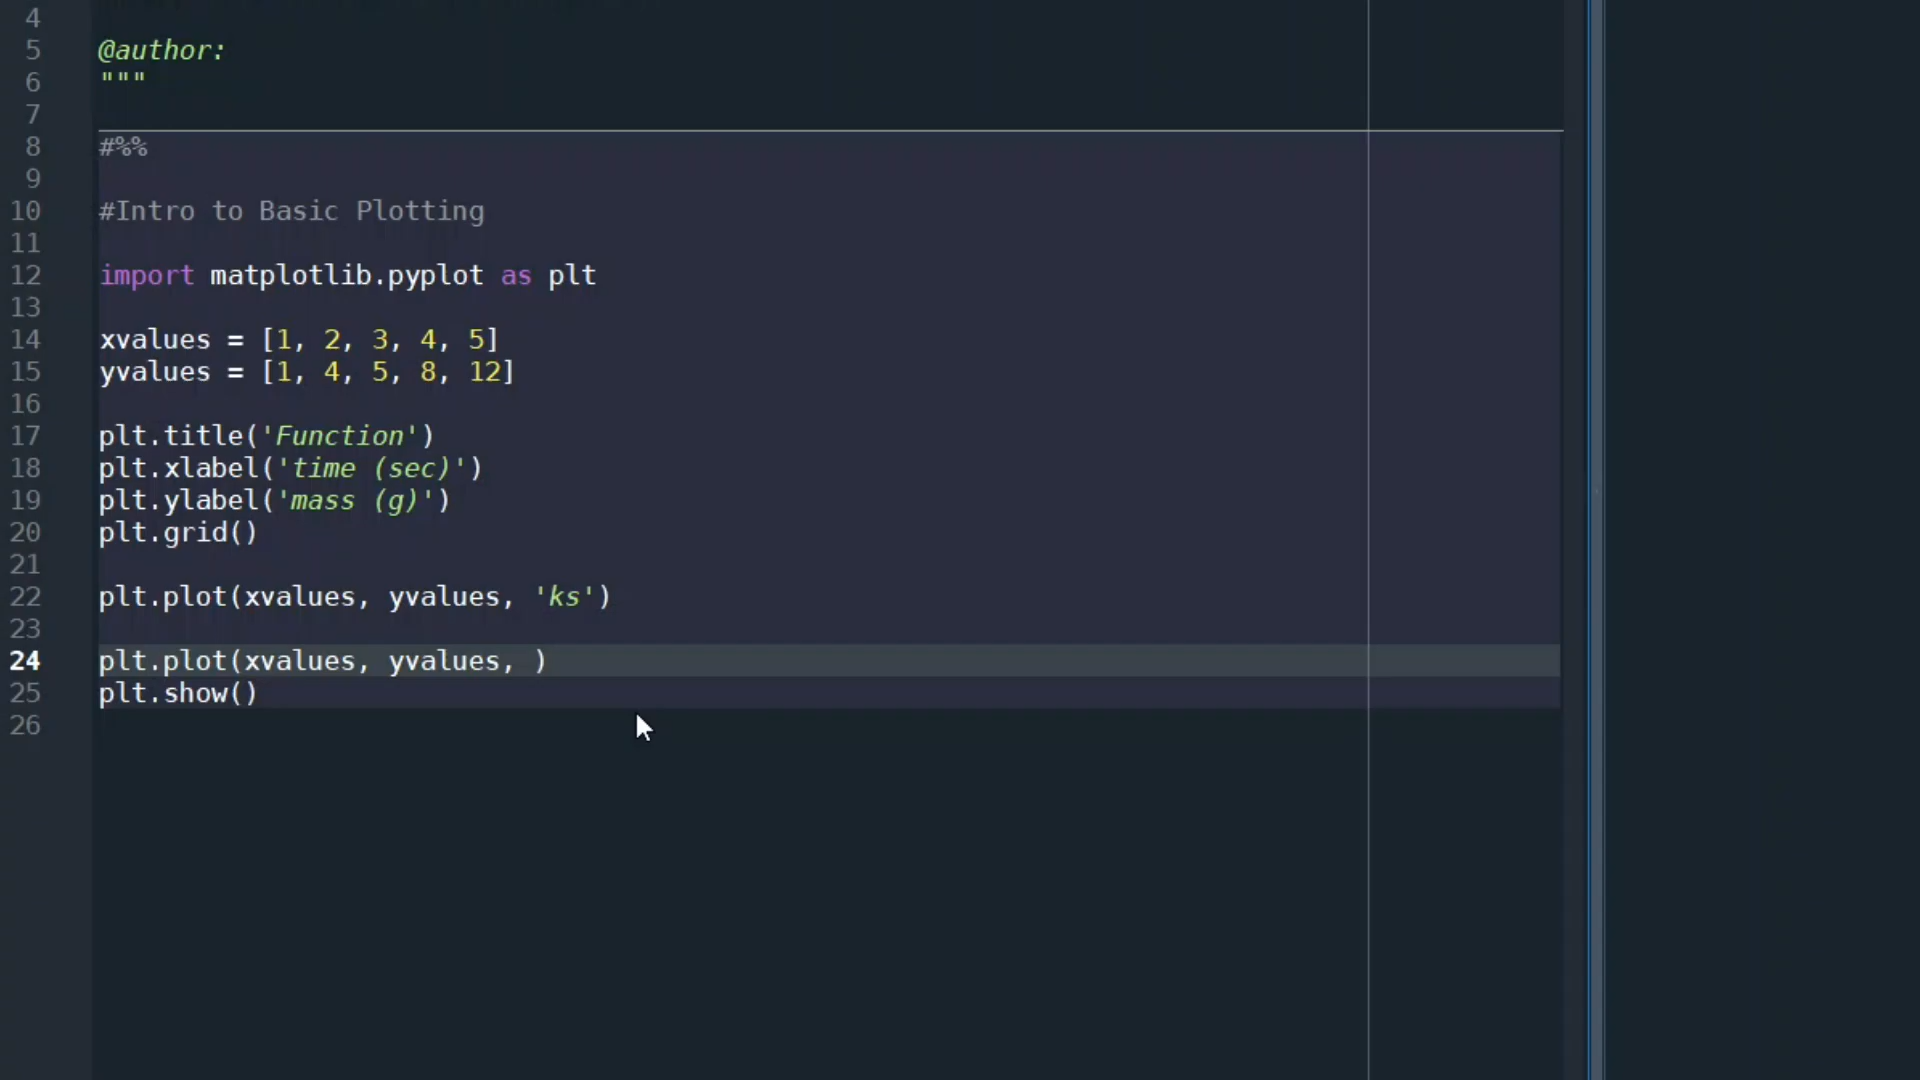 4
5 @author:
6 """
7
8 #%%
9
10 #Intro to Basic Plotting
11
12 import matplotlib.pyplot as plt
13
14 xvalues = [1, 2, 3, 4, 5]
15 yvalues = [1, 4, 5, 8, 12]
16
17 plt.title('Function')
18 plt.xlabel('time (sec)')
19 plt.ylabel('mass (g)')
20 plt.grid()
21
22 plt.plot(xvalues, yvalues, 'ks')
23
24 plt.plot(xvalues, yvalues, )
25 plt.show()
26